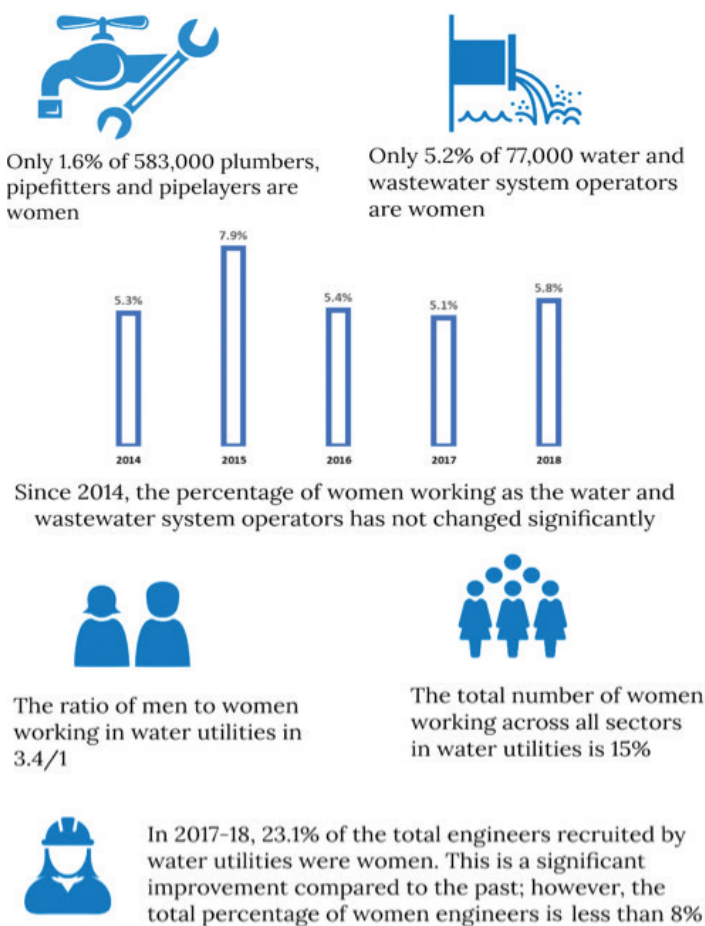 Only 1.6% of 583,000 plumbers,
pipefitters and pipelayers are
women
Only 5.2% of 77,000 water and
wastewater system operators
are women
5.3%
7.9%
5.4%
5.1%
5.8%
2014
2015
2016
2017
2018
Since 2014, the percentage of women working as the water and
wastewater system operators has not changed significantly
The ratio of men to women
working in water utilities in
3.4/1
The total number of women
working across all sectors
in water utilities is 15%
In 2017-18, 23.1% of the total engineers recruited by
water utilities were women. This is a significant
improvement compared to the past; however, the
total percentage of women engineers is less than 8%